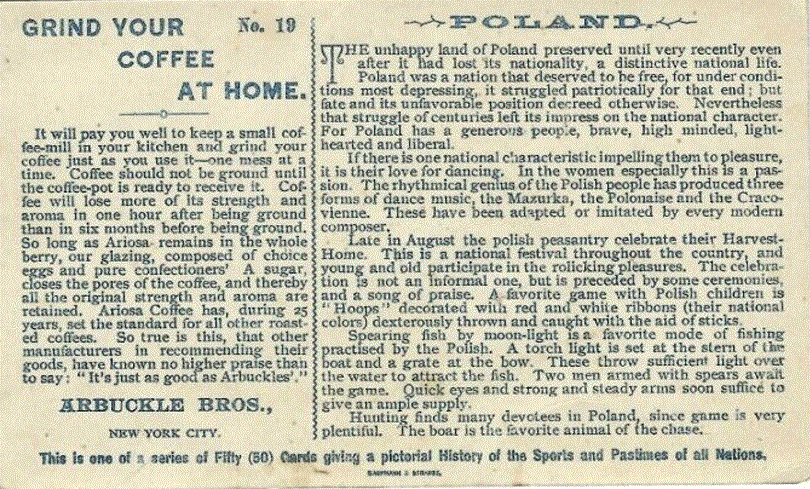 GRIND YOUR No. 19
COFFEE
AT HOME.
It will pay you well to keep a small cof-
fee-mill in your kitchen and grind your
coffee just as you use it—one mess at a
time. Coffee should not be ground until
the coffee-pot is ready to receive it. Cof-
fee will lose more of its strength and
aroma in one hour after being ground
than in six months before being ground.
So long as Ariosa remains in the whole
berry, our glazing, composed of choice
eggs and pure confectioners' A sugar,
closes the pores of the coffee, and thereby
all the original strength and aroma are
retained. Ariosa Coffee has, during 25
years, set the standard for all other roast-
ed coffees. So true is this, that other
manufacturers in recommending their
goods, have known no higher praise than
to say: "It's just as good as Arbuckles'."
ARBUCKLE BROS.,
NEW YORK CITY.
POLAND.
THE unhappy land of Poland preserved until very recently even
after it had lost its nationality, a distinctive national life.
Poland was a nation that deserved to be free, for under condi-
tions most depressing, it struggled patriotically for that end; but
fate and its unfavorable position decreed otherwise. Nevertheless
that struggle of centuries left its impress on the national character.
For Poland has a generous people, brave, high minded, light-
hearted and liberal.
If there is one national characteristic impelling them to pleasure,
it is their love for dancing. In the women especially this is a pas-
sion. The rhythmical genius of the Polish people has produced three
forms of dance music, the Mazurka, the Polonaise and the Craco-
vienne. These have been adapted or imitated by every modern
composer.
Late in August the polish peasantry celebrate their Harvest-
Home. This is a national festival throughout the country, and
young and old participate in the rolicking pleasures. The celebra-
tion is not an informal one, but is preceded by some ceremonies,
and a song of praise. A favorite game with Polish children is
"Hoops" decorated with red and white ribbons (their national
colors) dexterously thrown and caught with the aid of sticks.
Spearing fish by moon-light is a favorite mode of fishing
practised by the Polish. A torch light is set at the stern of the
boat and a grate at the bow. These throw sufficient light over
the water to attract the fish. Two men armed with spears await
the game. Quick eyes and strong and steady arms soon suffice to
give an ample supply.
Hunting finds many devotees in Poland, since game is very
plentiful. The boar is the favorite animal of the chase.
This is one of a series of Fifty (50) Cards giving a pictorial History of the Sports and Pastimes of all Nations.